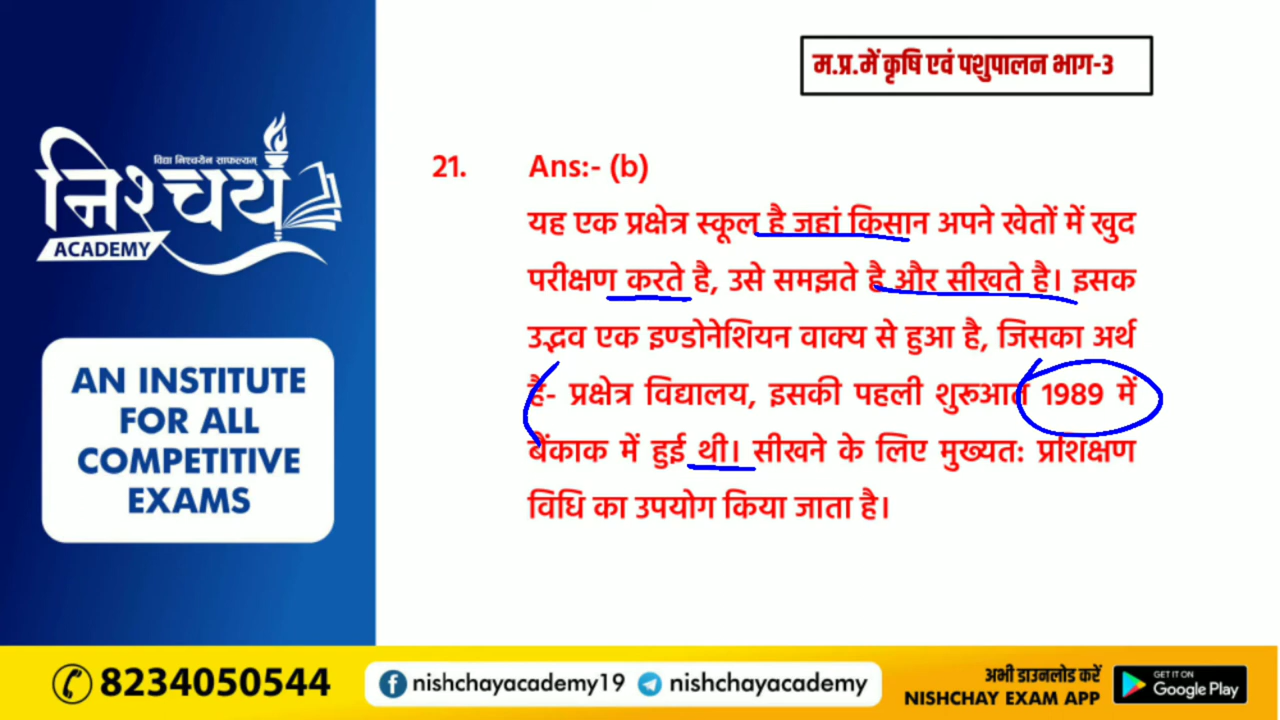 म.प्र.में कृषि एवं पशुपालन भाग-3
विद्या निश्चयेन साफल्यम्
निश्चय
ACADEMY
AN INSTITUTE
FOR ALL
COMPETITIVE
EXAMS
21. Ans:- (b)
यह एक प्रक्षेत्र स्कूल है जहां किसान अपने खेतों में खुद
परीक्षण करते है, उसे समझते है और सीखते है। इसक
उद्भव एक इण्डोनेशियन वाक्य से हुआ है, जिसका अर्थ
है- प्रक्षेत्र विद्यालय, इसकी पहली शुरूआत 1989 में
बैंकाक में हुई थी। सीखने के लिए मुख्यत: प्रशिक्षण
विधि का उपयोग किया जाता है।
8234050544
nishchayacademy19
nishchayacademy
अभी डाउनलोड करें
NISHCHAY EXAM APP
GET IT ON
Google Play